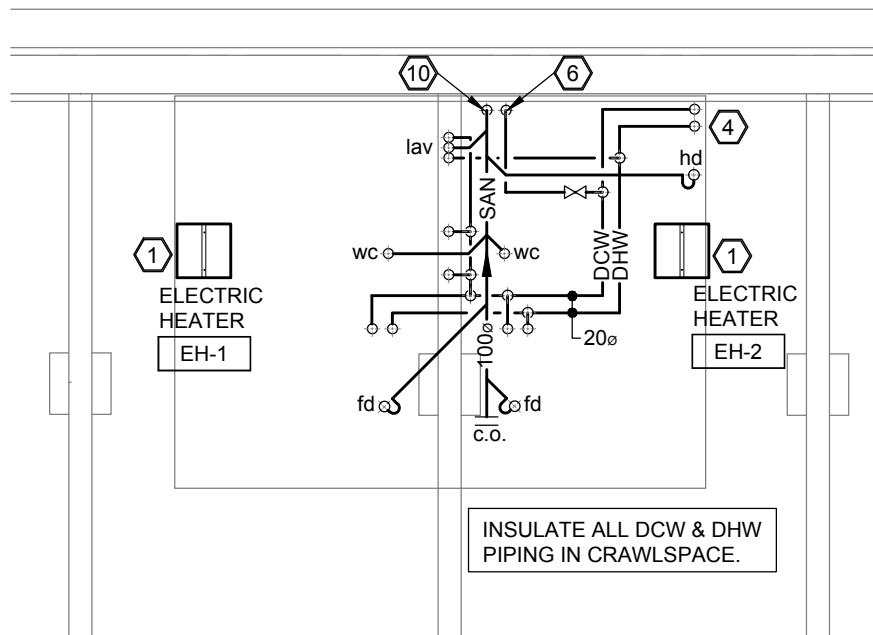 10
6
4
lav
hd
SAN
1
wc
wc
DCW
DHW
1
ELECTRIC
HEATER
EH-1
ELECTRIC
HEATER
EH-2
20ø
100ø
fd
fd
c.o.
INSULATE ALL DCW & DHW
PIPING IN CRAWLSPACE.